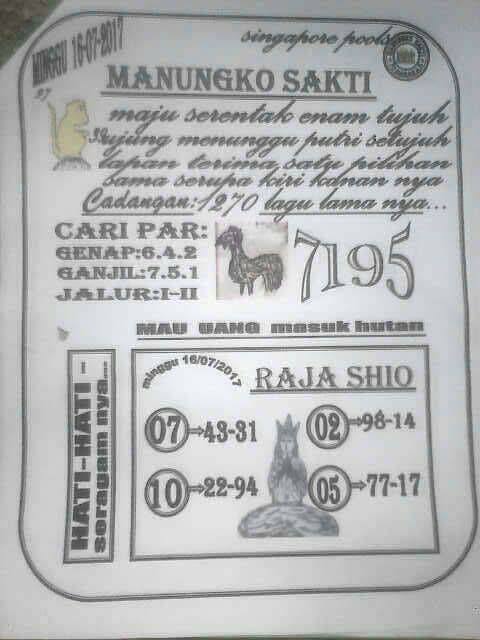 MINGGU 16-07-2017
singapore pools
MANUNGKO SAKTI
27
maju serentak enam tujuh
33
ujung menunggu putri setujuh
lapan terima satu pilihan
sama serupa kiri kanan nya
Cadangan:1270 lagu lama nya...
CARI PAR:
GENAP:6.4.2
GANJIL:7.5.1
JALUR:I-II
7195
MAU UANG masuk hutan
HATI-HATI
seragam nya...
minggu 16/07/2017
RAJA SHIO
07⇒43-31
02⇒98-14
10⇒22-94
05⇒77-17